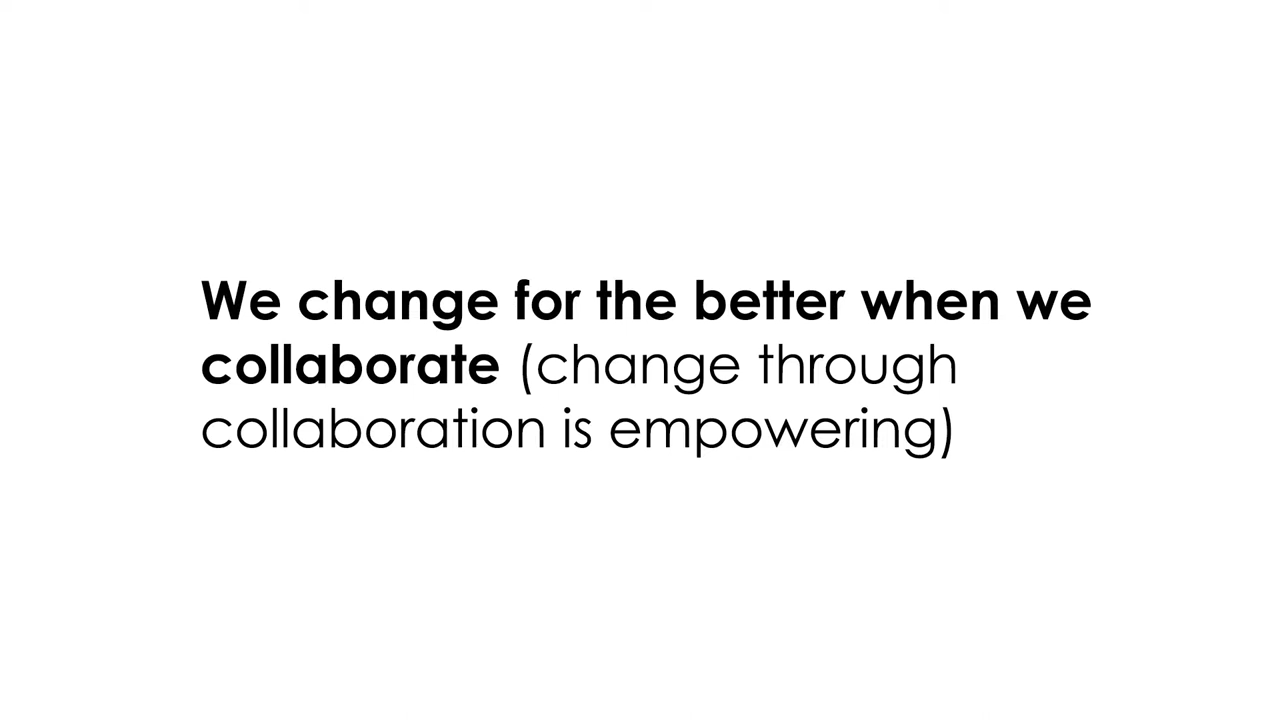 We change for the better when we
collaborate (change through
collaboration is empowering)